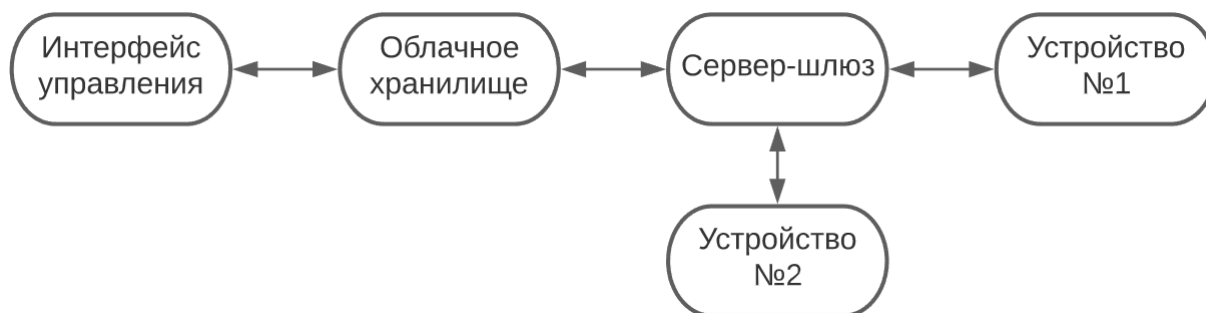 Интерфейс
управления
Облачное
хранилище
Сервер-шлюз
Устройство
№1
Устройство
№2